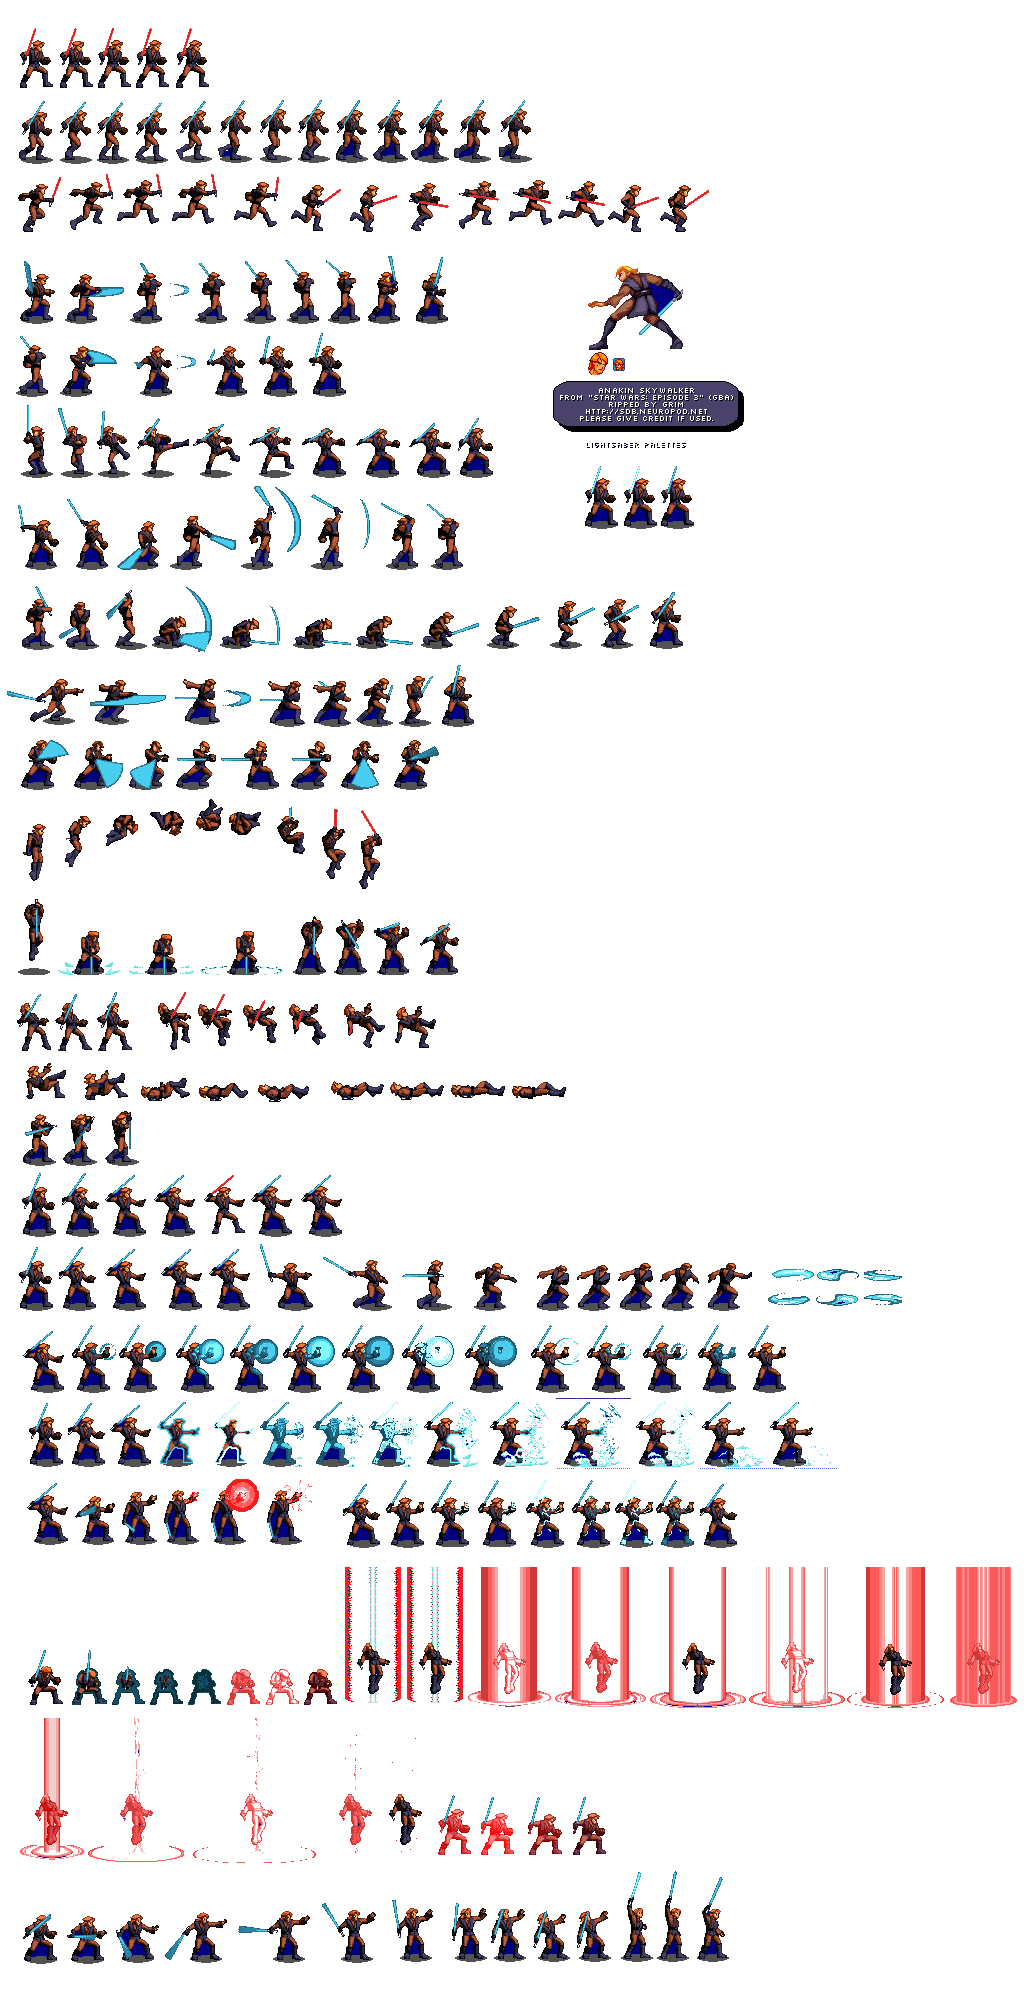 ANAKIN SKYWALKER
FROM "STAR WARS: EPISODE 3" (GBA)
RIPPED BY GRIM
HTTP://SDB.NEUROPOD.NET
PLEASE GIVE CREDIT IF USED.
LIGHTSABER PALETTES